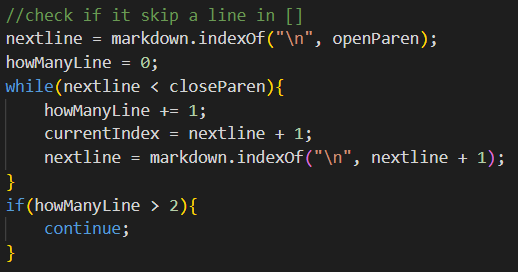 //check if it skip a line in []
nextline = markdown.indexOf("\n", openParen);
howManyLine = 0;
while(nextline < closeParen){
    howManyLine += 1;
    currentIndex = nextline + 1;
    nextline = markdown.indexOf("\n", nextline + 1);
}
if(howManyLine > 2){
    continue;
}